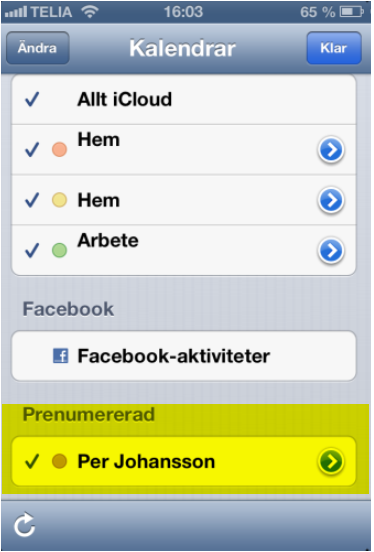 TELIA 16:03 65 %
Ändra Kalendrar Klar
Allt iCloud
Hem
Hem
Arbete
Facebook
f Facebook-aktiviteter
Prenumererad
Per Johansson